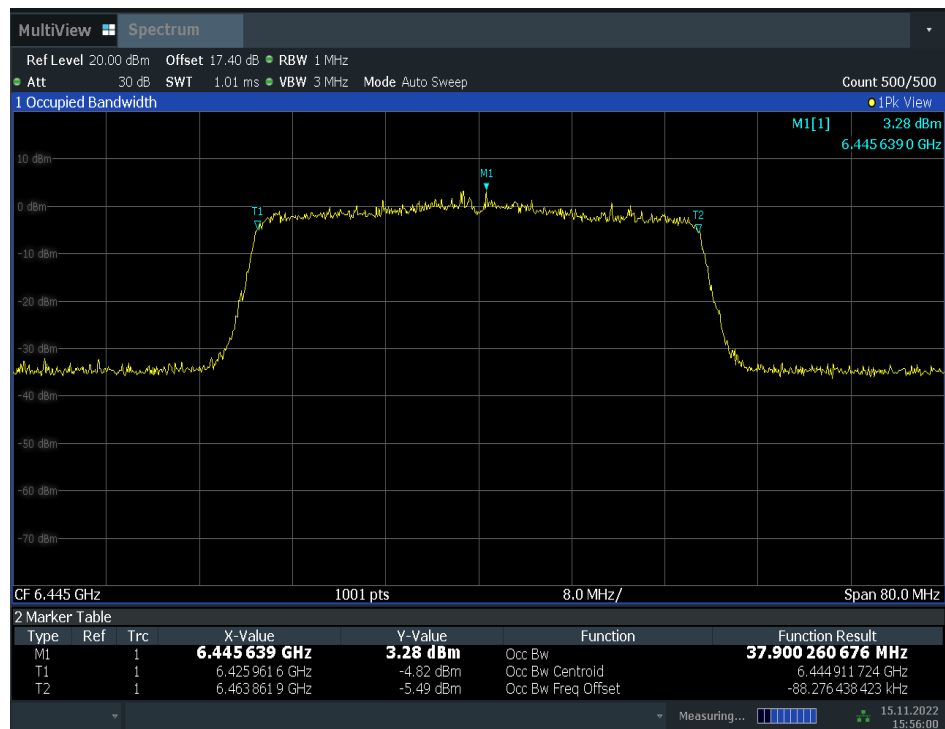 MultiView Spectrum
Ref Level 20.00 dBm Offset 17.40 dB RBW 1 MHz
Att 30 dB SWT 1.01 ms VBW 3 MHz Mode Auto Sweep Count 500/500
1 Occupied Bandwidth 1Pk View
M1[1] 3.28 dBm
6.445 639 0 GHz
10 dBm
M1
0 dBm
T1
T2
-10 dBm
-20 dBm
-30 dBm
-40 dBm
-50 dBm
-60 dBm
-70 dBm
CF 6.445 GHz 1001 pts 8.0 MHz/ Span 80.0 MHz
2 Marker Table
Type Ref Trc X-Value Y-Value Function Function Result
M1 1 6.445 639 GHz 3.28 dBm Occ Bw 37.900 260 676 MHz
T1 1 6.425 961 6 GHz -4.82 dBm Occ Bw Centroid 6.444 911 724 GHz
T2 1 6.463 861 9 GHz -5.49 dBm Occ Bw Freq Offset -88.276 438 423 kHz
Measuring... 15.11.2022
15:56:00